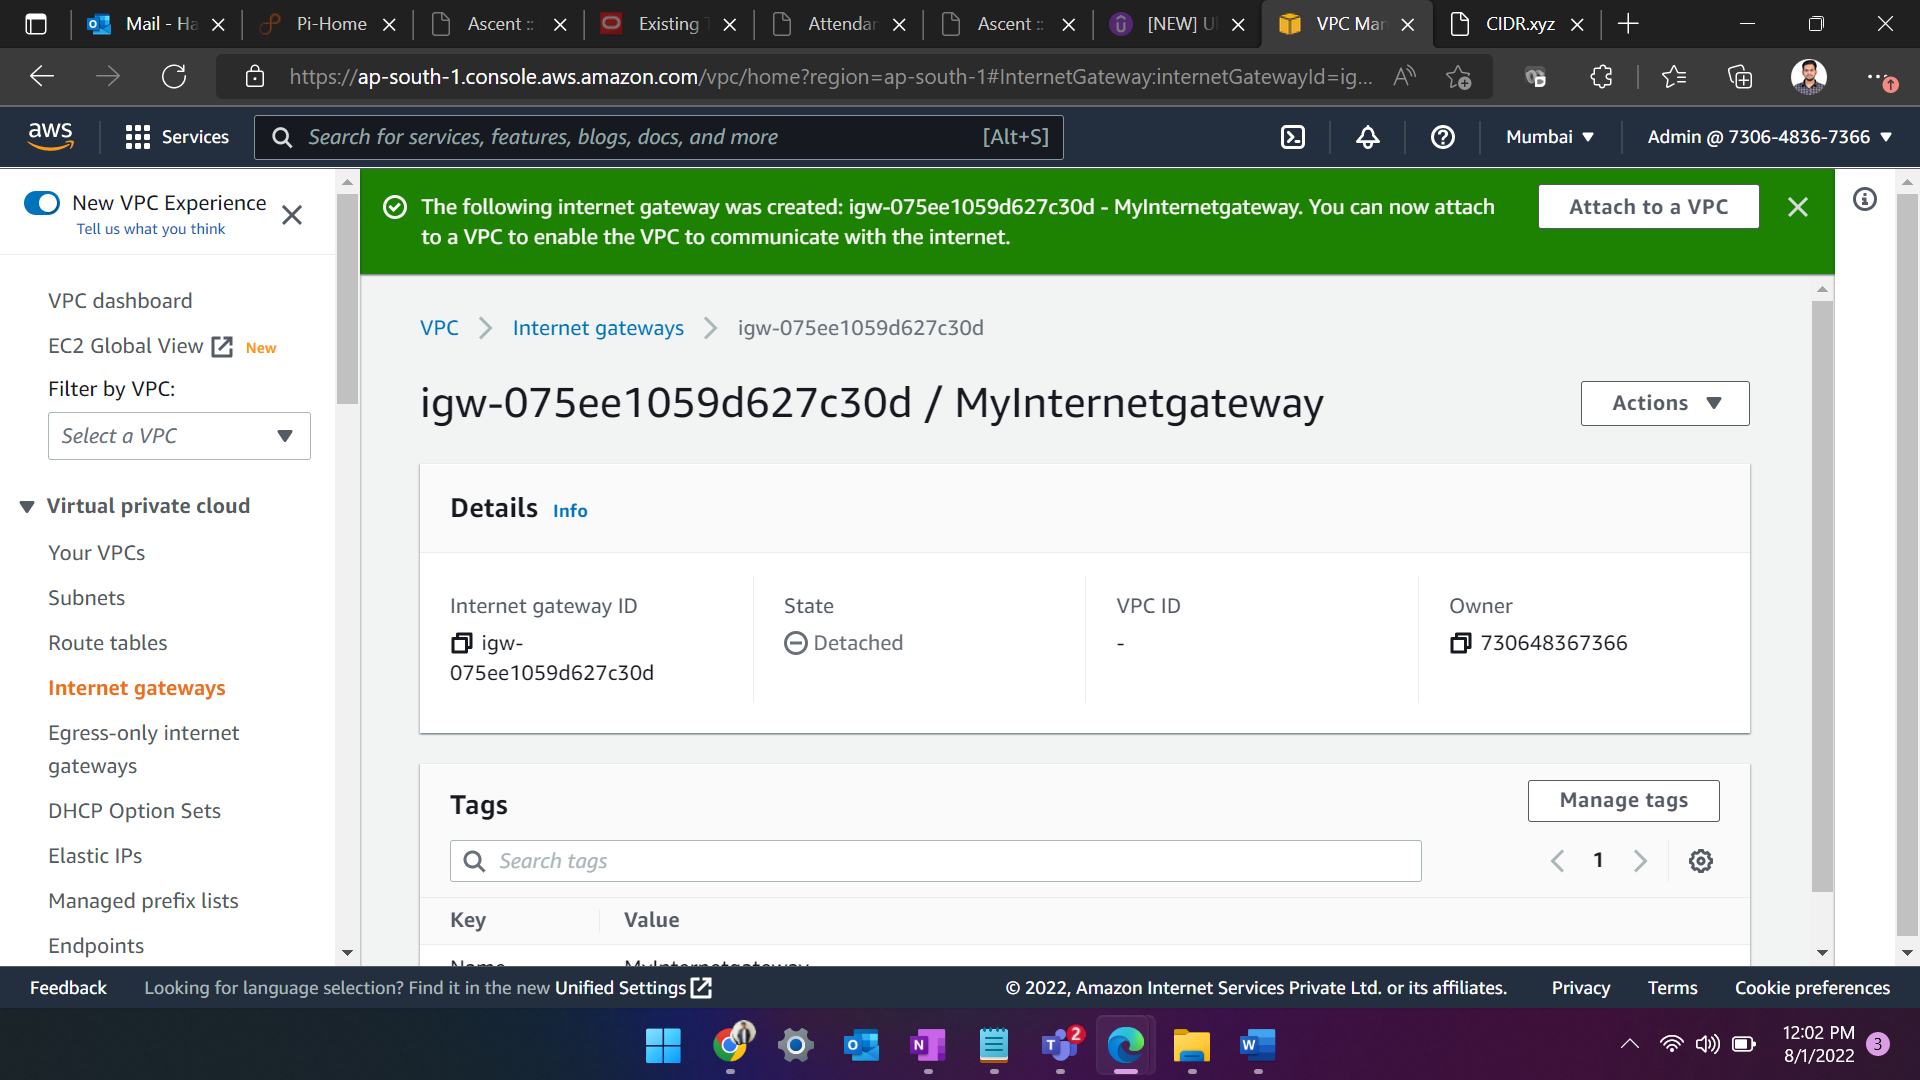 Mail - Ha
Pi-Home
Ascent ::
Existing T
Attendan
Ascent ::
[NEW] Ul
VPC Man
CIDR.xyz
https://ap-south-1.console.aws.amazon.com/vpc/home?region=ap-south-1#InternetGateway:internetGatewayId=ig...
aws
Services
Search for services, features, blogs, docs, and more
[Alt+S]
Mumbai
Admin @ 7306-4836-7366
New VPC Experience
Tell us what you think
VPC dashboard
EC2 Global View
New
Filter by VPC:
Select a VPC
Virtual private cloud
Your VPCs
Subnets
Route tables
Internet gateways
Egress-only internet
gateways
DHCP Option Sets
Elastic IPs
Managed prefix lists
Endpoints
The following internet gateway was created: igw-075ee1059d627c30d - MyInternetgateway. You can now attach
to a VPC to enable the VPC to communicate with the internet.
Attach to a VPC
VPC
Internet gateways
igw-075ee1059d627c30d
igw-075ee1059d627c30d / MyInternetgateway
Actions
Details Info
Internet gateway ID
igw-
075ee1059d627c30d
State
Detached
VPC ID
-
Owner
730648367366
Tags
Manage tags
Search tags
1
Key
Value
Name
MyInternetgateway
Feedback
Looking for language selection? Find it in the new Unified Settings
© 2022, Amazon Internet Services Private Ltd. or its affiliates.
Privacy
Terms
Cookie preferences
2
12:02 PM
8/1/2022
3